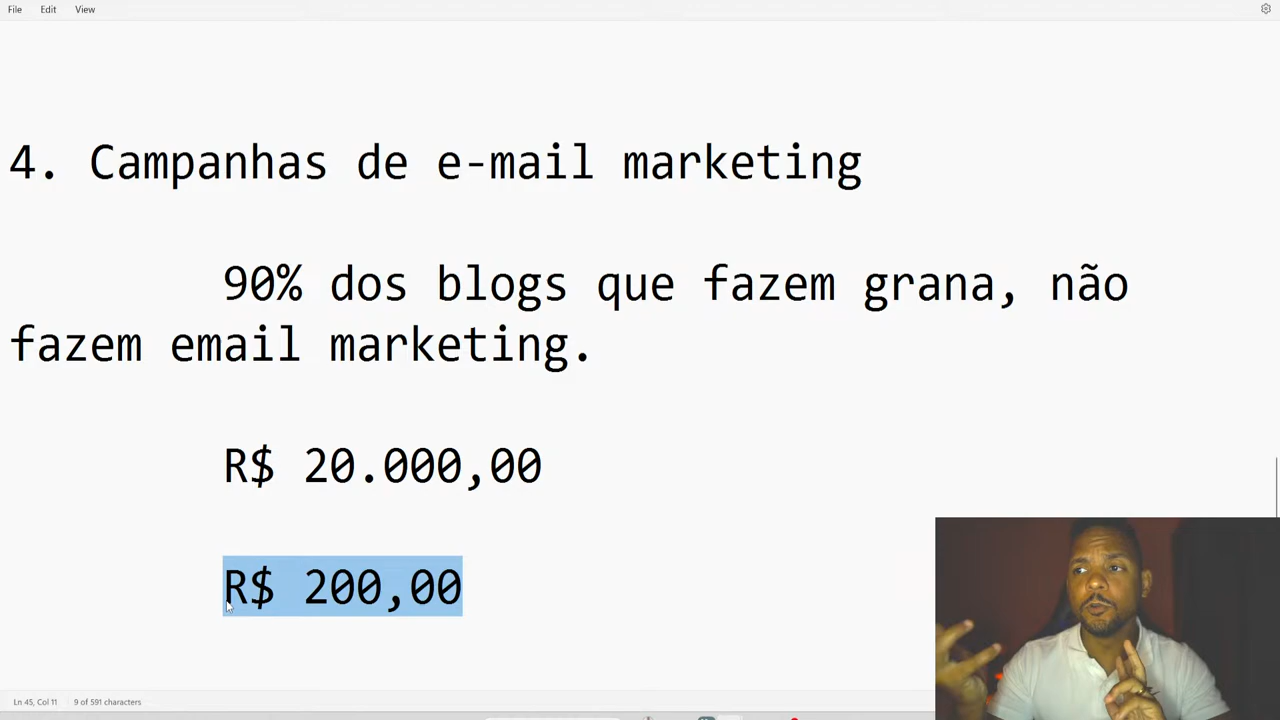 File Edit View
4. Campanhas de e-mail marketing
90% dos blogs que fazem grana, não
fazem email marketing.
R$ 20.000,00
R$ 200,00
Ln 45, Col 11 9 of 591 characters